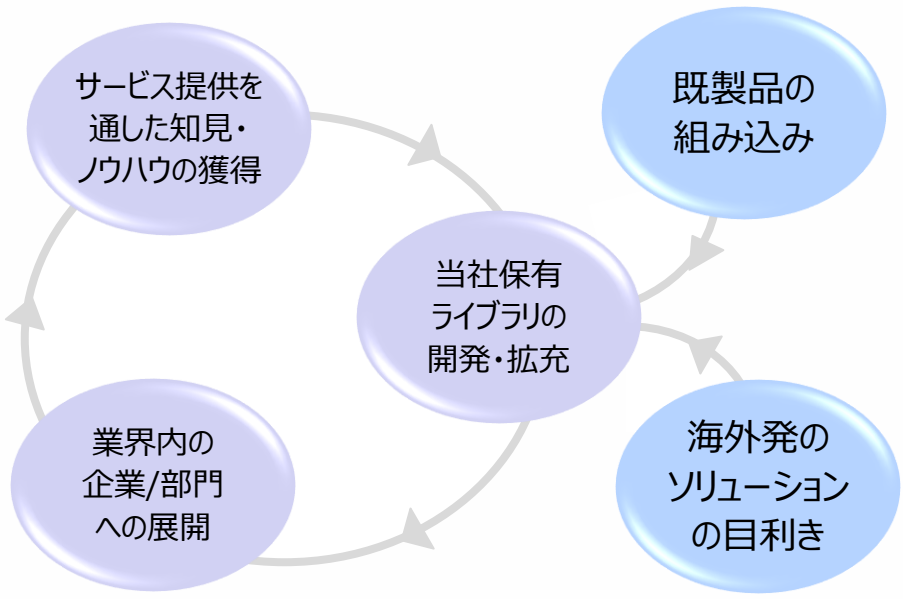 サービス提供を
通した知見・
ノウハウの獲得
既製品の
組み込み
当社保有
ライブラリの
開発・拡充
業界内の
企業/部門
への展開
海外発の
ソリューション
の目利き